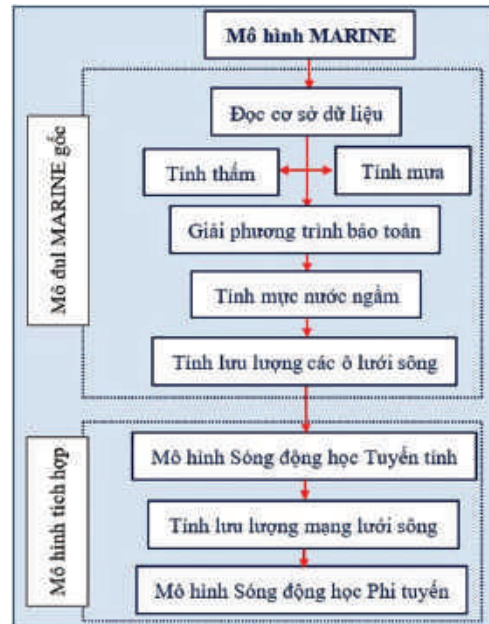 Mô hình MARINE
Mô đul MARINE gốc
Đọc cơ sở dữ liệu
Tính thấm
Tính mưa
Giải phương trình bảo toàn
Tính mực nước ngầm
Tính lưu lượng các ô lưới sông
Mô hình tích hợp
Mô hình Sóng động học Tuyến tính
Tính lưu lượng mạng lưới sông
Mô hình Sóng động học Phi tuyến